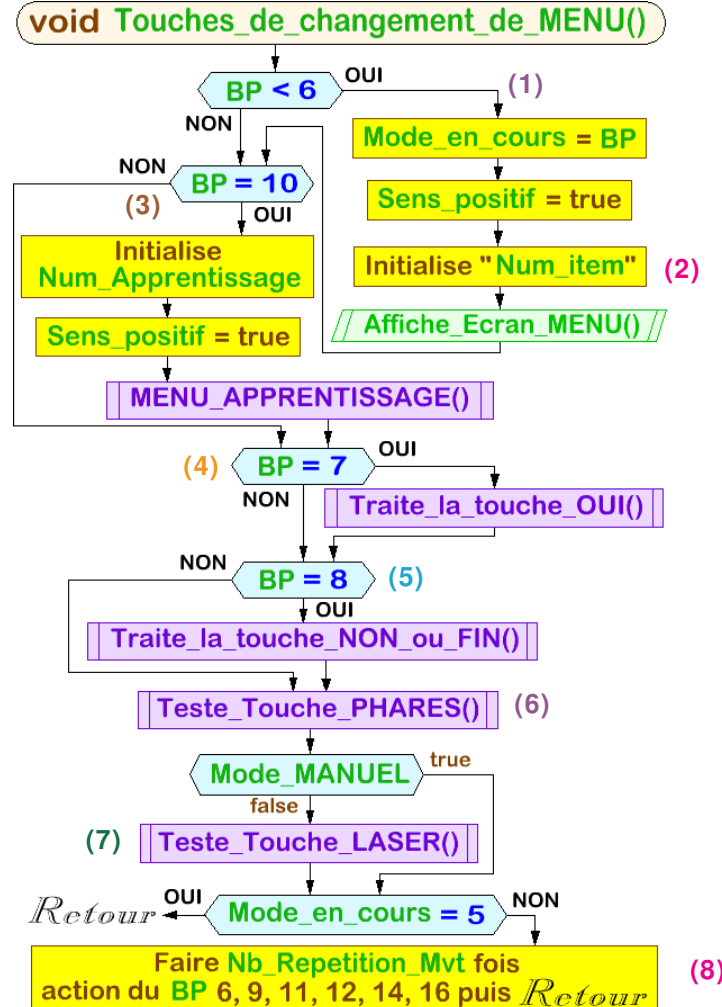 void Touches_de_changement_de_MENU()
BP < 6
OUI
(1)
NON
Mode_en_cours = BP
Sens_positif = true
Initialise "Num_item"
(2)
Affiche_Ecran_MENU()
NON
BP = 10
(3)
OUI
Initialise
Num_Apprentissage
Sens_positif = true
MENU_APPRENTISSAGE()
(4)
BP = 7
OUI
NON
Traite_la_touche_OUI()
NON
BP = 8
(5)
OUI
Traite_la_touche_NON_ou_FIN()
Teste_Touche_PHARES()
(6)
Mode_MANUEL
true
false
(7)
Teste_Touche_LASER()
OUI
Retour
Mode_en_cours = 5
NON
Faire Nb_Repetition_Mvt fois
action du BP 6, 9, 11, 12, 14, 16 puis Retour
(8)